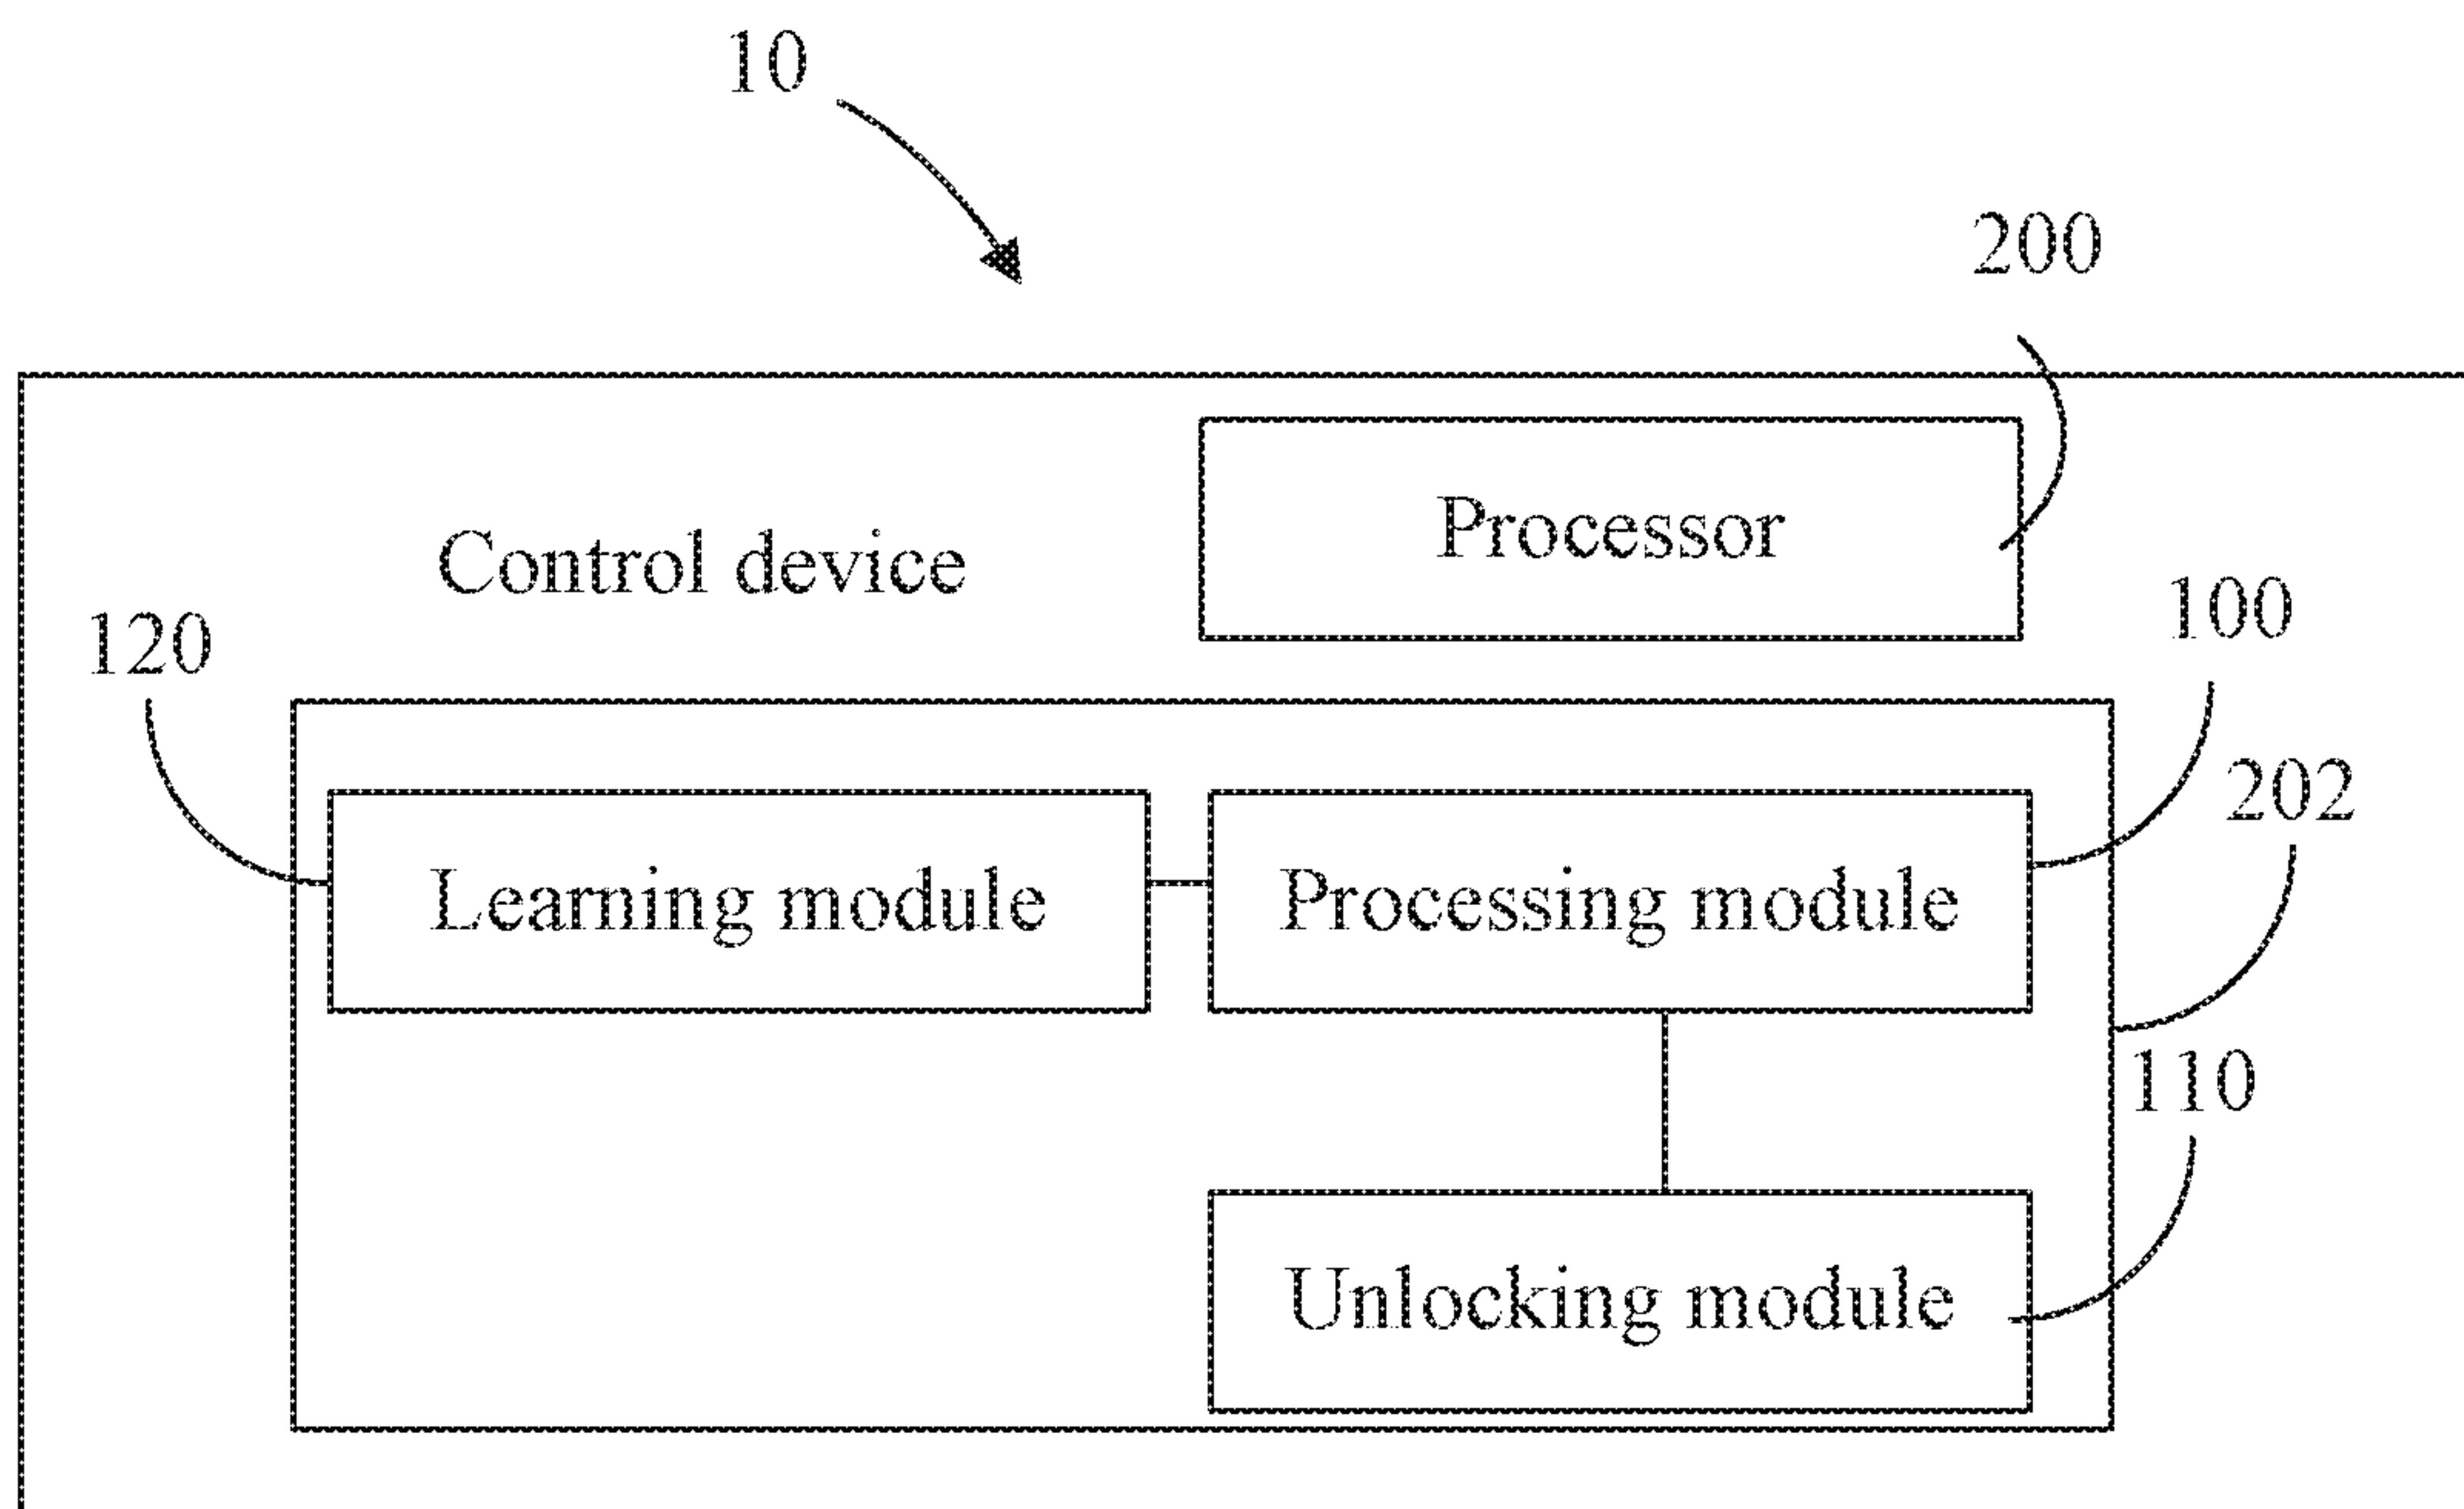 10
200
Processor
Control device
100
120
202
Learning module
Processing module
110
Unlocking module